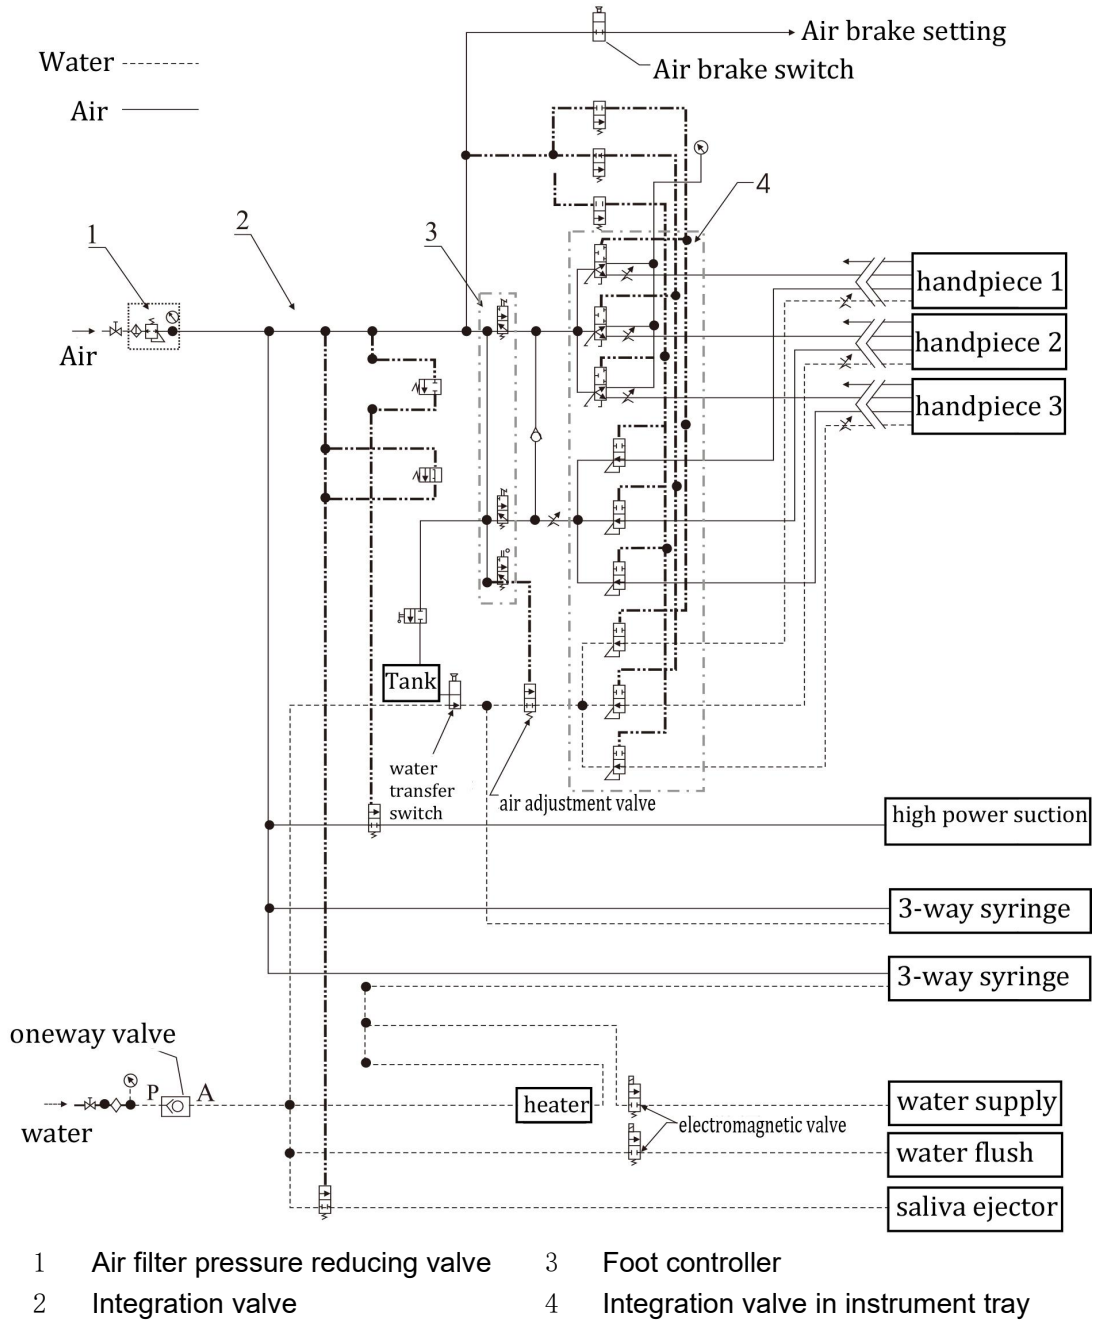 Air brake setting
Water
Air brake switch
Air
4
1
2
3
handpiece 1
Air
handpiece 2
handpiece 3
Tank
water
transfer
switch
air adjustment valve
high power suction
3-way syringe
3-way syringe
oneway valve
P
A
water
heater
water supply
electromagnetic valve
water flush
saliva ejector
1 Air filter pressure reducing valve 3 Foot controller
2 Integration valve 4 Integration valve in instrument tray